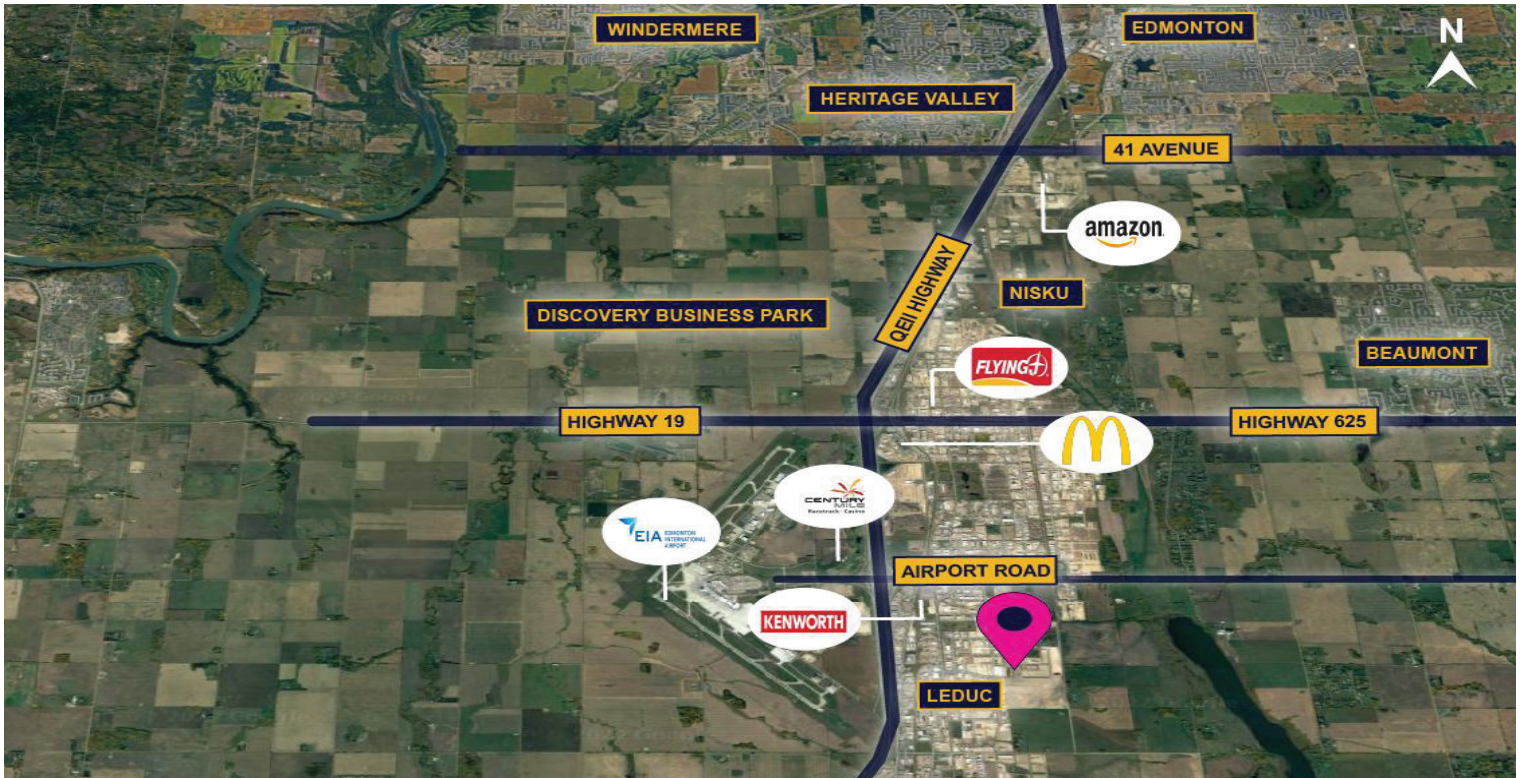 WINDERMERE
EDMONTON
N
HERITAGE VALLEY
41 AVENUE
amazon
QEII HIGHWAY
NISKU
DISCOVERY BUSINESS PARK
BEAUMONT
FLYING J
HIGHWAY 19
HIGHWAY 625
CENTURY
MILE
Racetrack Casino
EIA EDMONTON
INTERNATIONAL
AIRPORT
AIRPORT ROAD
KENWORTH
LEDUC